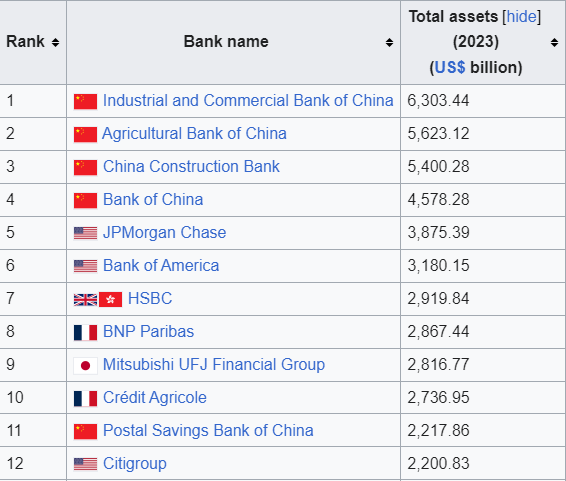 Rank Bank name Total assets [hide] (2023) (US$ billion)
1 Industrial and Commercial Bank of China 6,303.44
2 Agricultural Bank of China 5,623.12
3 China Construction Bank 5,400.28
4 Bank of China 4,578.28
5 JPMorgan Chase 3,875.39
6 Bank of America 3,180.15
7 HSBC 2,919.84
8 BNP Paribas 2,867.44
9 Mitsubishi UFJ Financial Group 2,816.77
10 Crédit Agricole 2,736.95
11 Postal Savings Bank of China 2,217.86
12 Citigroup 2,200.83